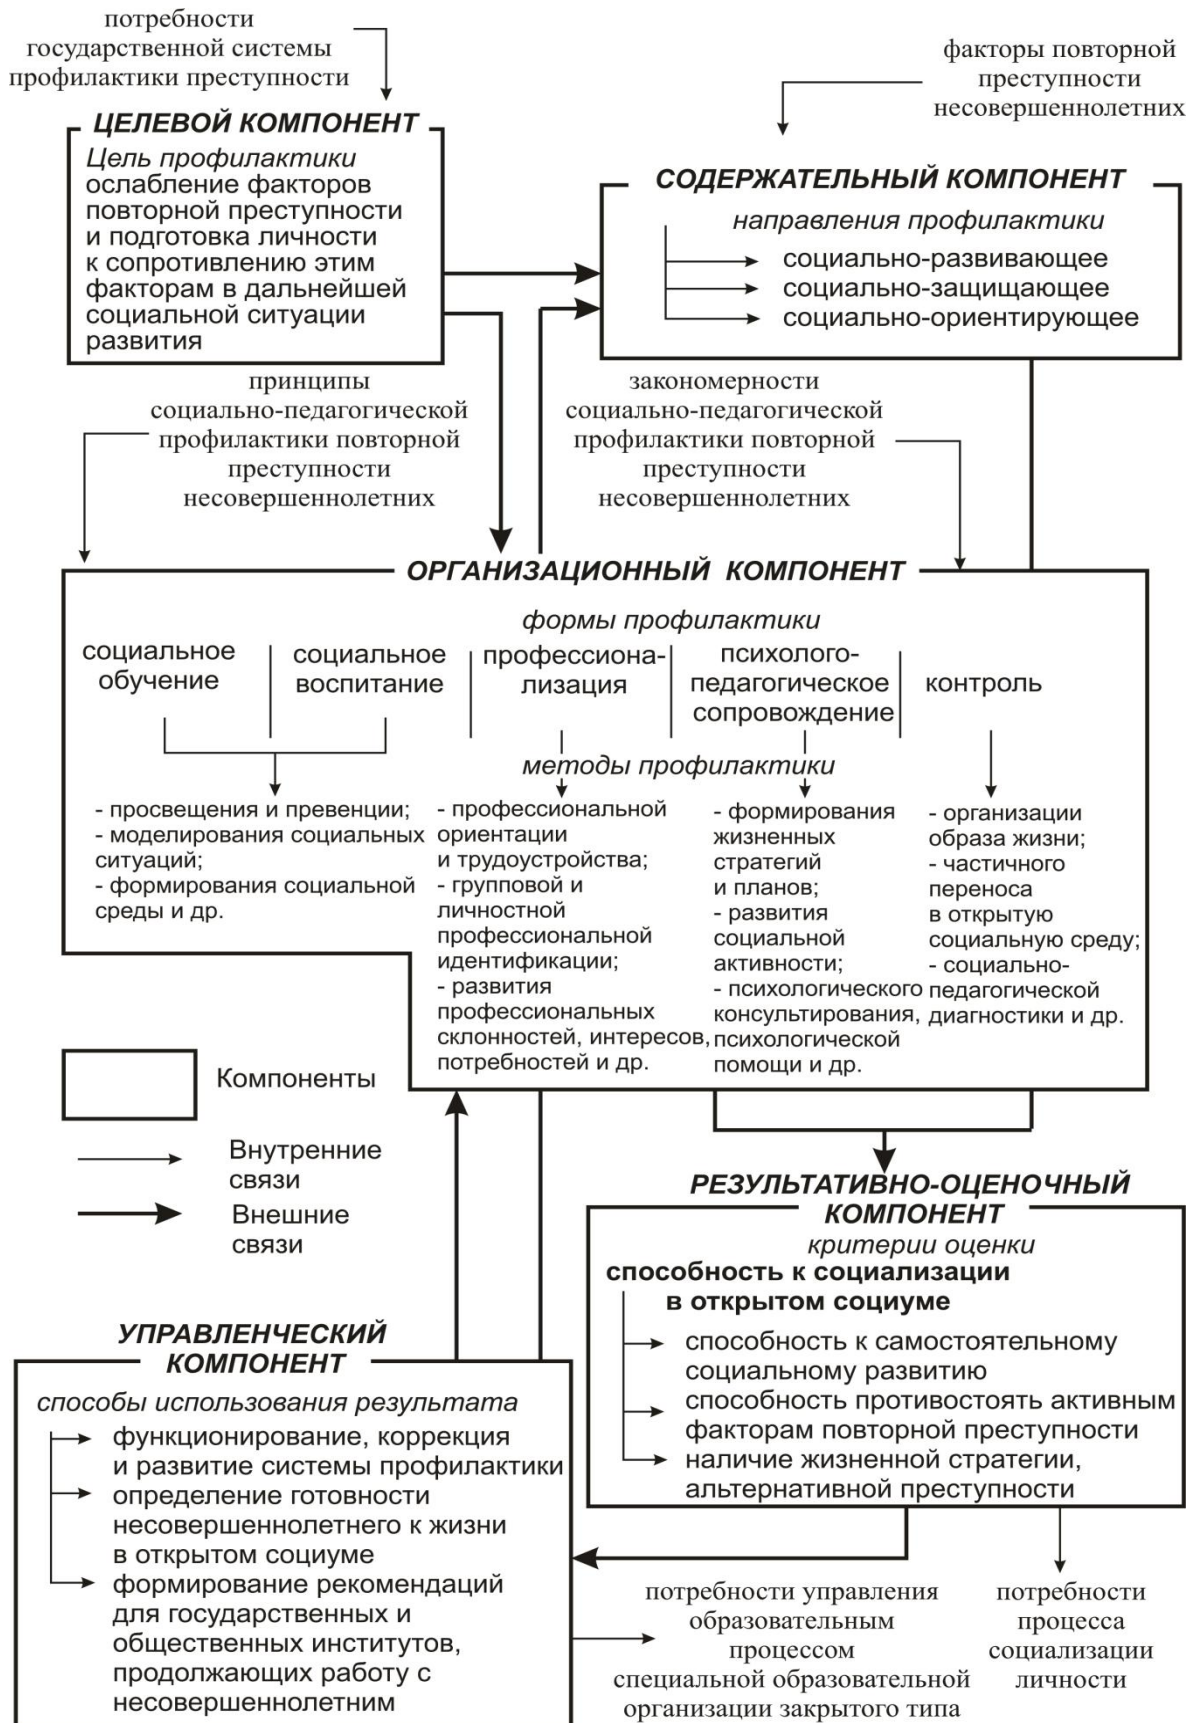 потребности
государственной системы
профилактики преступности
факторы повторной
преступности
несовершеннолетних
ЦЕЛЕВОЙ КОМПОНЕНТ
Цель профилактики
ослабление факторов
повторной преступности
и подготовка личности
к сопротивлению этим
факторам в дальнейшей
социальной ситуации
развития
СОДЕРЖАТЕЛЬНЫЙ КОМПОНЕНТ
направления профилактики
социально-развивающее
социально-защищающее
социально-ориентирующее
принципы
социально-педагогической
профилактики повторной
преступности
несовершеннолетних
закономерности
социально-педагогической
профилактики повторной
преступности
несовершеннолетних
ОРГАНИЗАЦИОННЫЙ КОМПОНЕНТ
формы профилактики
социальное
обучение
социальное
воспитание
профессиона-
лизация
психолого-
педагогическое
сопровождение
контроль
методы профилактики
- просвещения и превенции;
- моделирования социальных
ситуаций;
- формирования социальной
среды и др.
- профессиональной
ориентации
и трудоустройства;
- групповой и
личностной
профессиональной
идентификации;
- развития
профессиональных
склонностей, интересов,
потребностей и др.
- формирования
жизненных
стратегий
и планов;
- развития
социальной
активности;
- психологического
консультирования,
психологической
помощи и др.
- организации
образа жизни;
- частичного
переноса
в открытую
социальную среду;
- социально-
педагогической
диагностики и др.
Компоненты
Внутренние
связи
Внешние
связи
РЕЗУЛЬТАТИВНО-ОЦЕНОЧНЫЙ
КОМПОНЕНТ
критерии оценки
способность к социализации
в открытом социуме
способность к самостоятельному
социальному развитию
способность противостоять активным
факторам повторной преступности
наличие жизненной стратегии,
альтернативной преступности
УПРАВЛЕНЧЕСКИЙ
КОМПОНЕНТ
способы использования результата
функционирование, коррекция
и развитие системы профилактики
определение готовности
несовершеннолетнего к жизни
в открытом социуме
формирование рекомендаций
для государственных и
общественных институтов,
продолжающих работу с
несовершеннолетним
потребности управления
образовательным
процессом
специальной образовательной
организации закрытого типа
потребности
процесса
социализации
личности